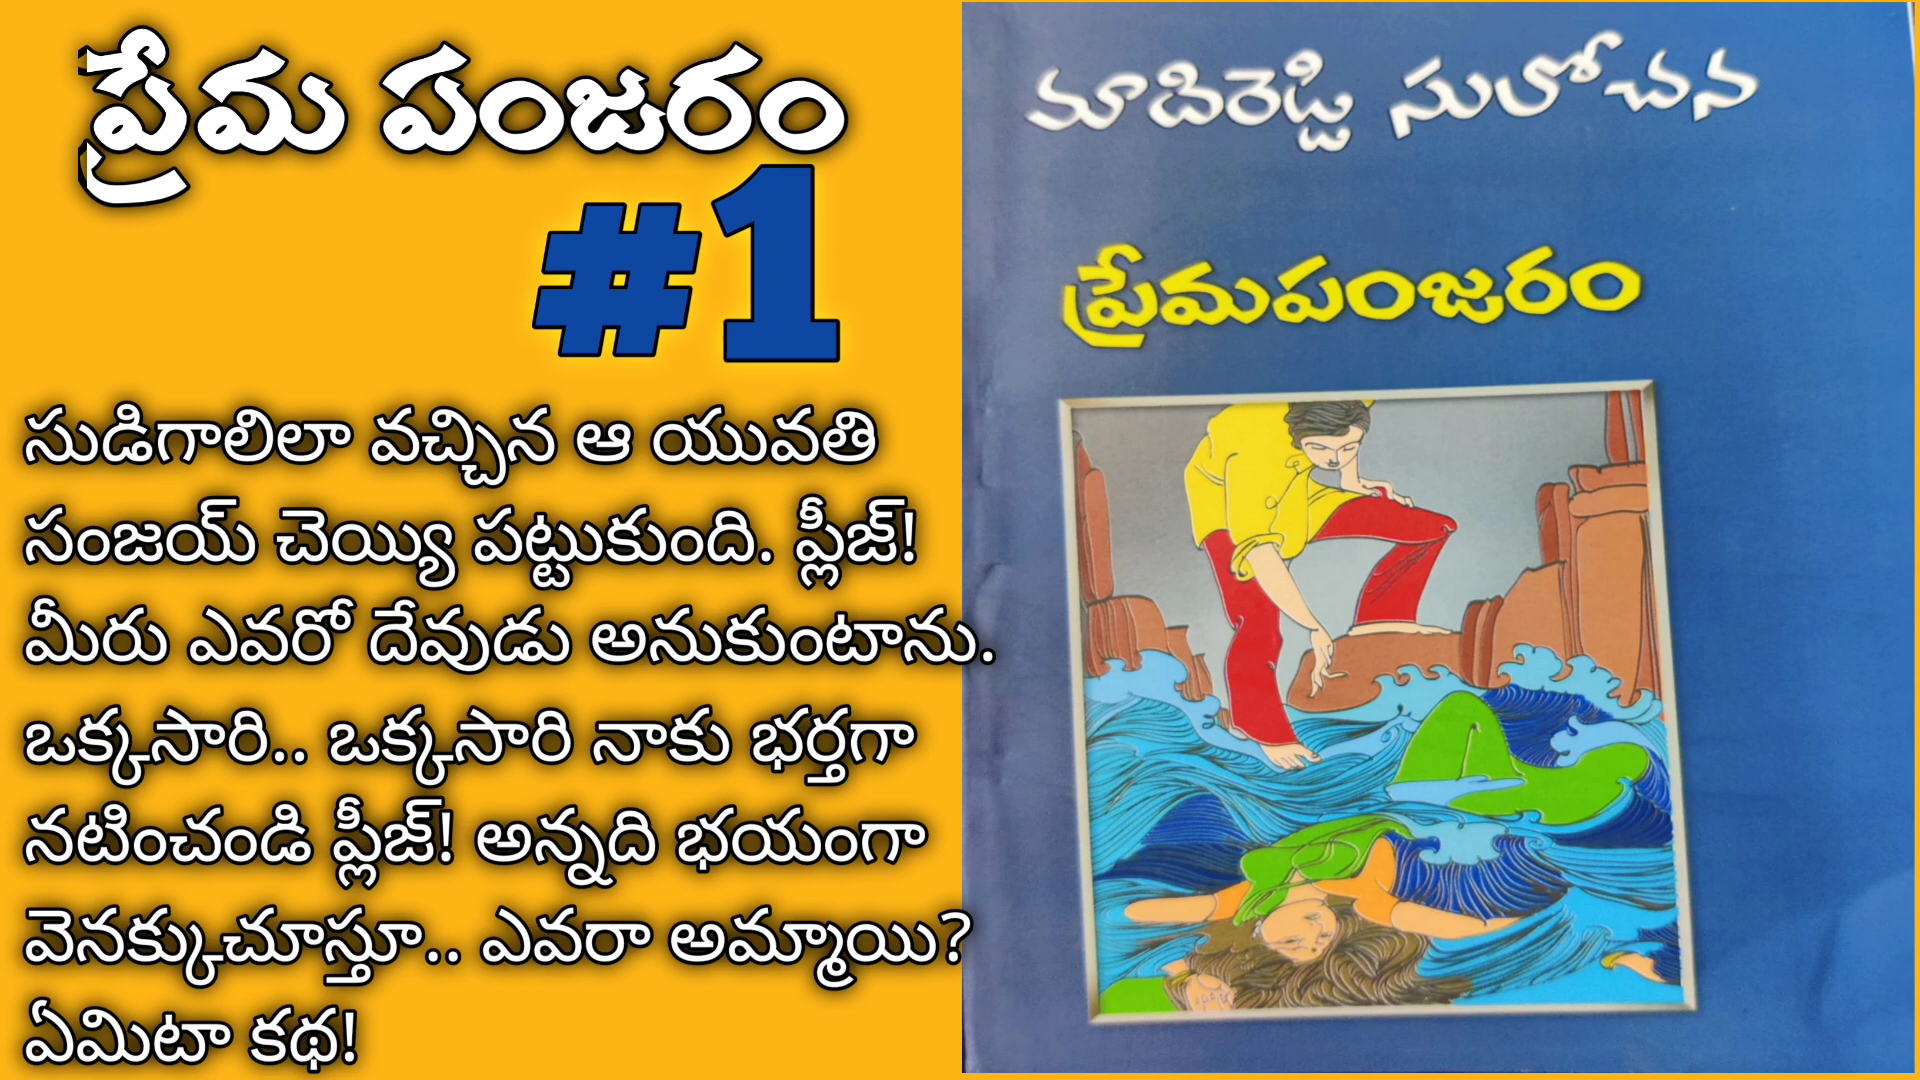 ప్రేమ పంజరం
#1
సుడిగాలిలా వచ్చిన ఆ యువతి
సంజయ్ చెయ్యి పట్టుకుంది. ప్లీజ్!
మీరు ఎవరో దేవుడు అనుకుంటాను.
ఒక్కసారి.. ఒక్కసారి నాకు భర్తగా
నటించండి ప్లీజ్! అన్నది భయంగా
వెనక్కుచూస్తూ.. ఎవరా అమ్మాయి?
ఏమిటా కథ!
మాదిరెడ్డి సులోచన
ప్రేమపంజరం